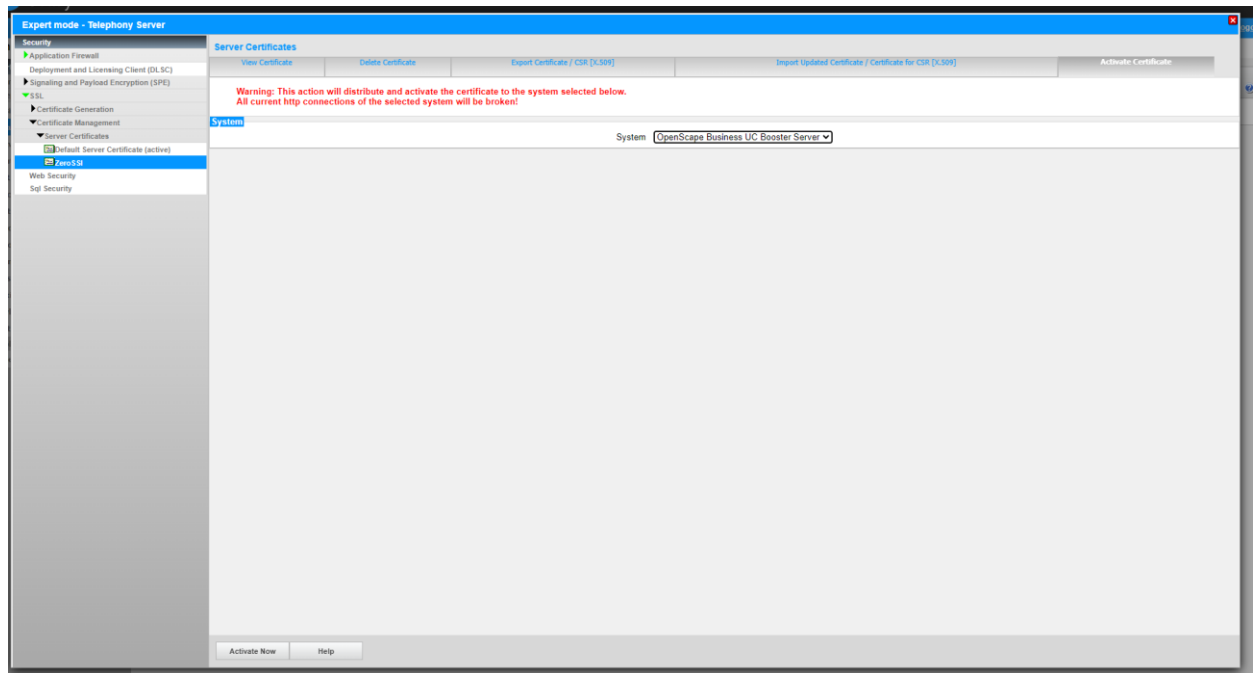 Expert mode - Telephony Server
Security
Application Firewall
Deployment and Licensing Client (DLSC)
Signaling and Payload Encryption (SPE)
SSL
Certificate Generation
Certificate Management
Server Certificates
Default Server Certificate (active)
ZeroSSl
Web Security
Sql Security
Server Certificates
View Certificate Delete Certificate Export Certificate / CSR [X.509] Import Updated Certificate / Certificate for CSR [X.509] Activate Certificate
Warning: This action will distribute and activate the certificate to the system selected below.
All current http connections of the selected system will be broken!
System
System OpenScape Business UC Booster Server
Activate Now Help